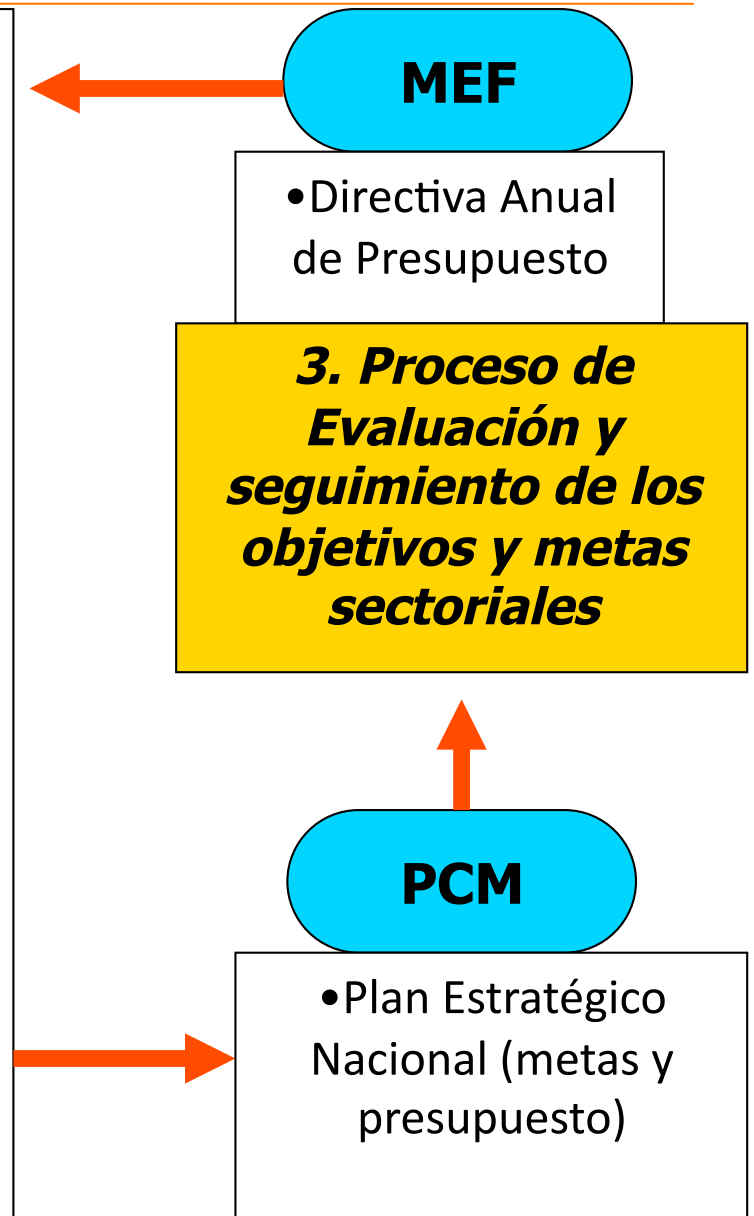 MEF
•Directiva Anual
de Presupuesto
3. Proceso de
Evaluación y
seguimiento de los
objetivos y metas
sectoriales
PCM
•Plan Estratégico
Nacional (metas y
presupuesto)